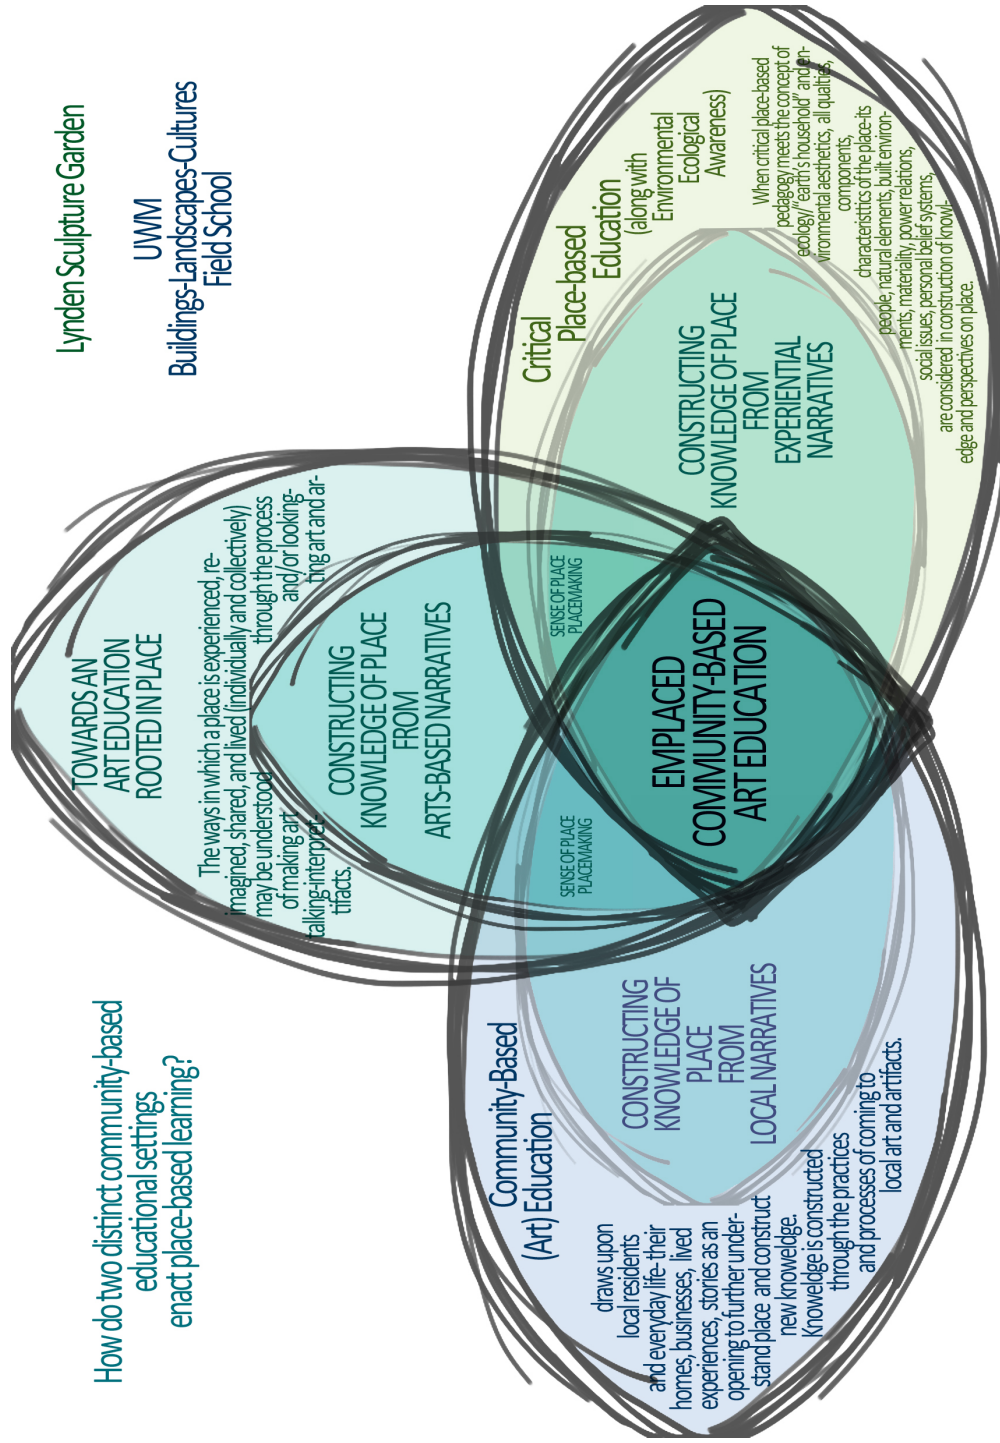 How do two distinct community-based
educational settings
enact place-based learning?
Lynden Sculpture Garden
UWM
Buildings-Landscapes-Cultures
Field School
TOWARDS AN
ART EDUCATION
ROOTED IN PLACE
The ways in which a place is experienced, re-
imagined, shared, and lived (individually and collectively)
may be understood through the process
of making art and/or looking-
talking-interpret- ting art and ar-
tifacts.
CONSTRUCTING
KNOWLEDGE OF PLACE
FROM
ARTS-BASED NARRATIVES
Community-Based
(Art) Education
draws upon
local residents
and everyday life- their
homes, businesses, lived
experiences, stories as an
opening to further under-
stand place and construct
new knowelege.
Knoweledge is constructed
through the practices
and processes of coming to
local art and artifacts.
CONSTRUCTING
KNOWLEDGE OF
PLACE
FROM
LOCAL NARRATIVES
SENSE OF PLACE
PLACEMAKING
SENSE OF PLACE
PLACEMAKING
EMPLACED
COMMUNITY-BASED
ART EDUCATION
Critical
Place-based
Education
(along with
Environmental
Ecological
Awareness)
CONSTRUCTING
KNOWLEDGE OF PLACE
FROM
EXPERIENTIAL
NARRATIVES
When critical place-based
pedagogy meets the concept of
ecology/"earth's household" and en-
vironmental aesthetics, all qualties,
components,
characteristics of the place-its
people, natural elements, built environ-
ments, materiality, power relations,
social issues, personal belief systems,
are considered in construction of knowl-
edge and perspectives on place.